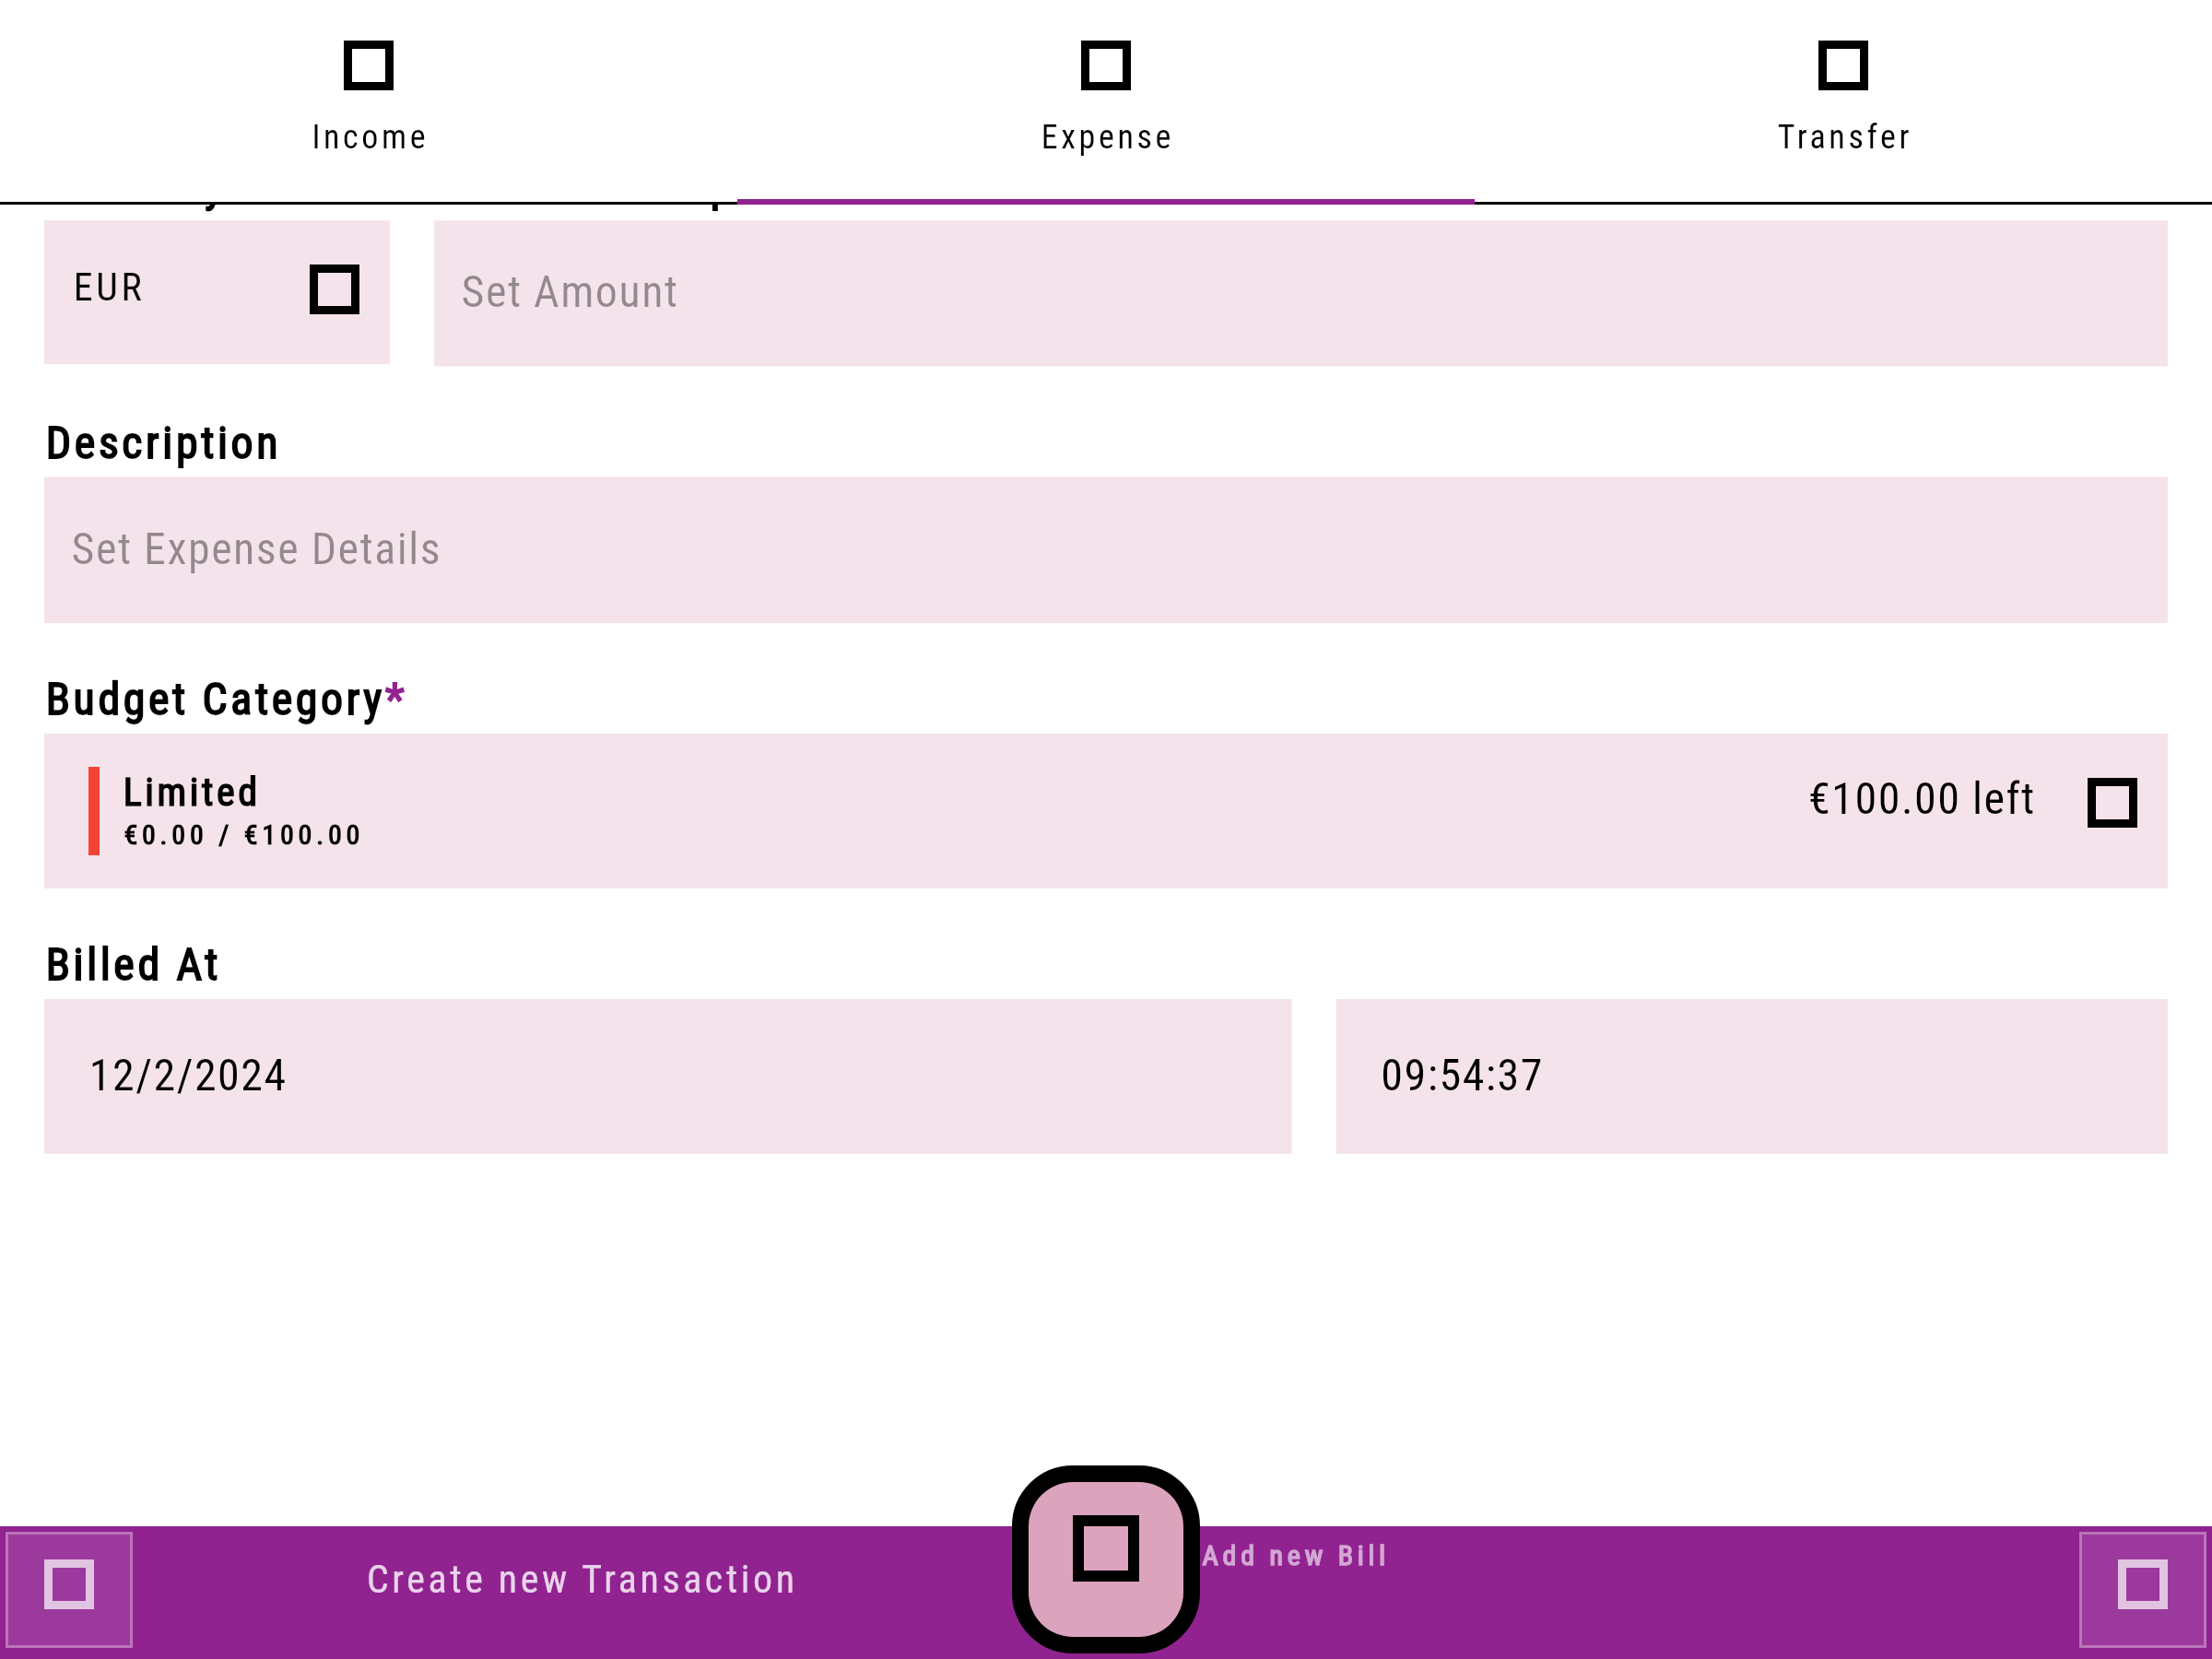 Income
Expense
Transfer
EUR
Set Amount
Description
Set Expense Details
Budget Category*
Limited
€0.00 / €100.00
€100.00 left
Billed At
12/2/2024
09:54:37
Create new Transaction
Add new Bill